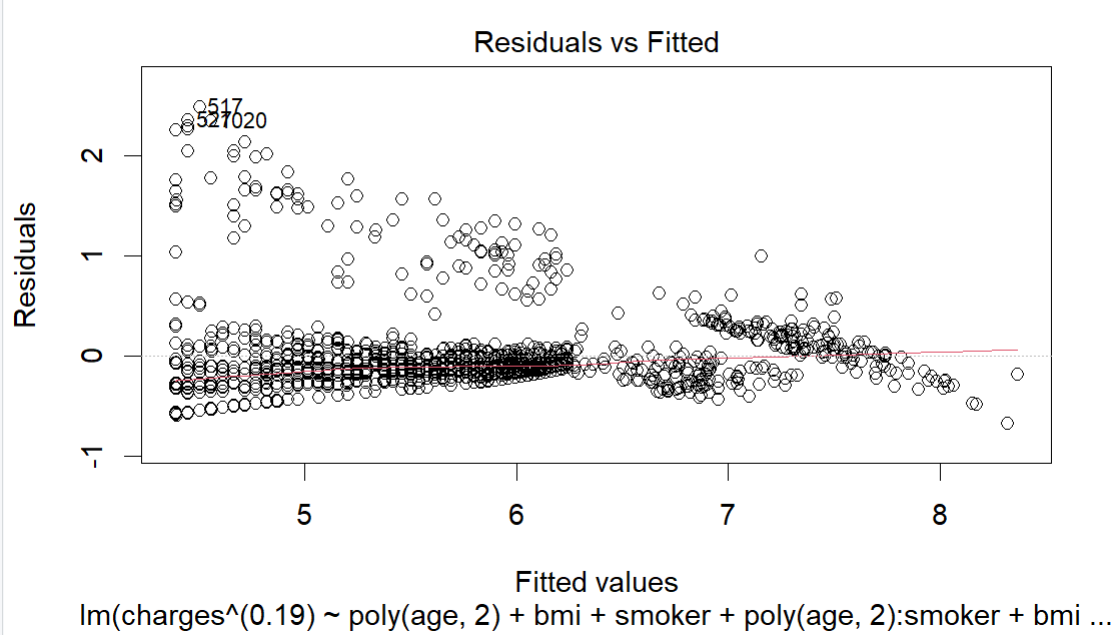 Residuals vs Fitted
517
5271020
Residuals
2
1
0
-1
5
6
7
8
Fitted values
lm(charges^(0.19) ~ poly(age, 2) + bmi + smoker + poly(age, 2):smoker + bmi ...